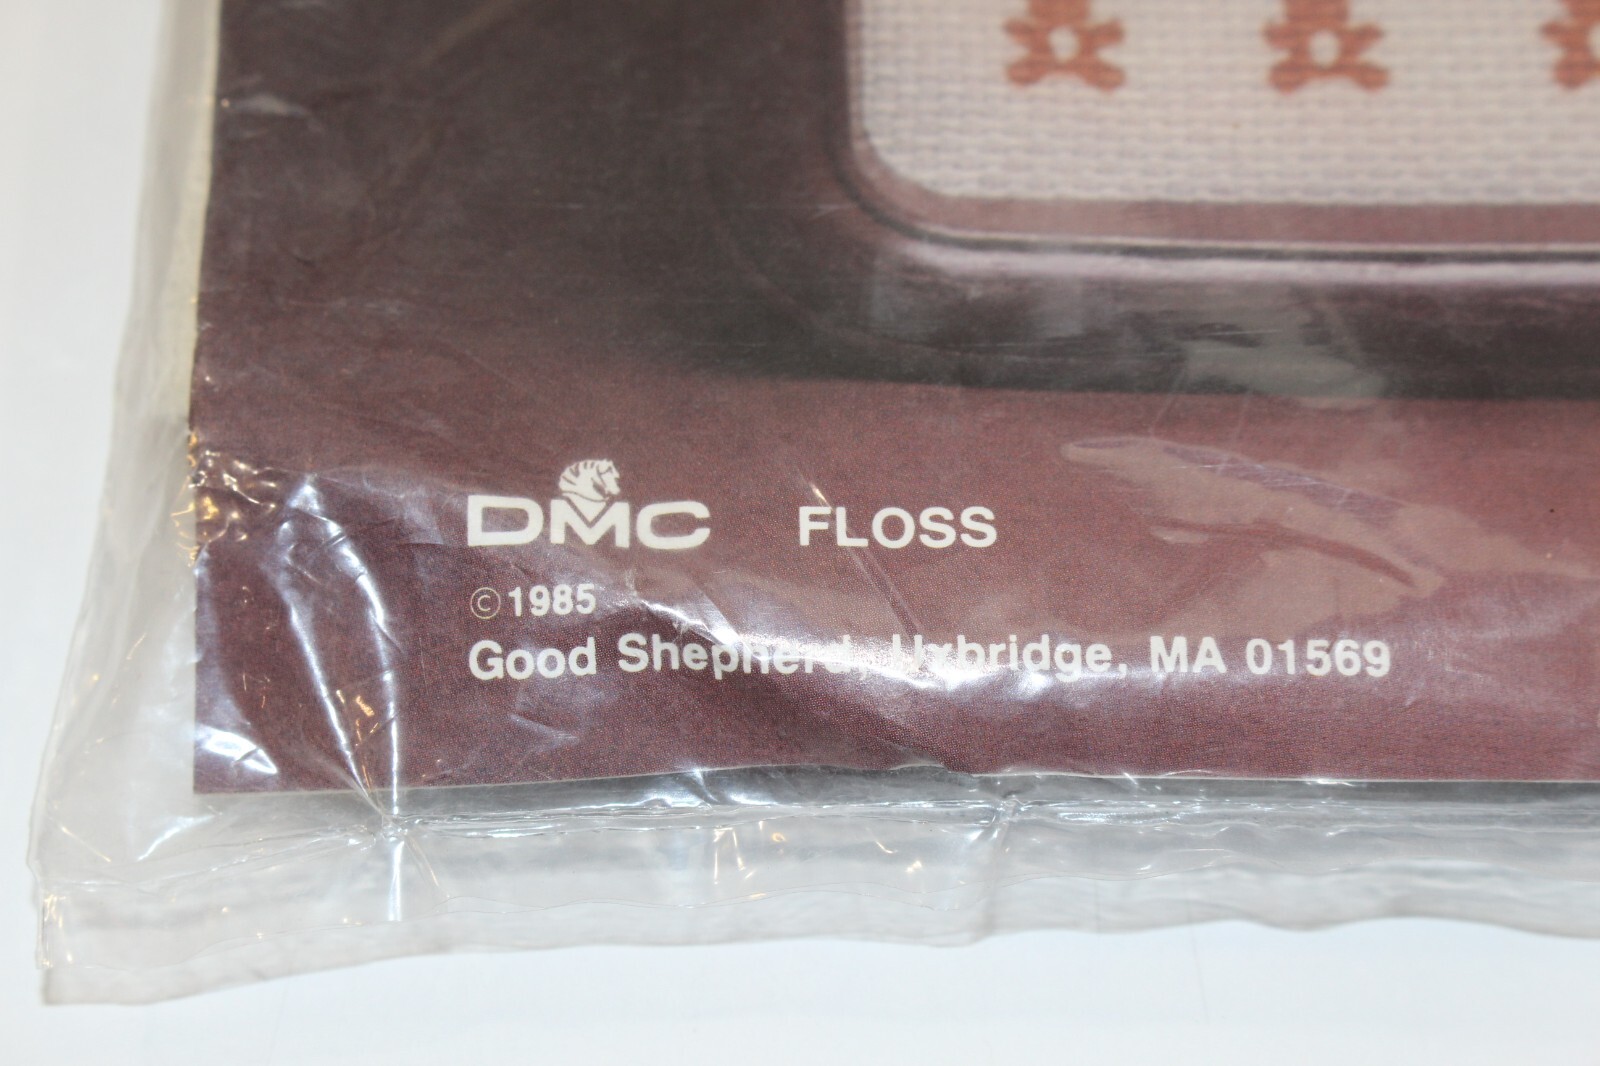 DMC FLOSS
©1985
Good Shepherd, Uxbridge, MA 01569